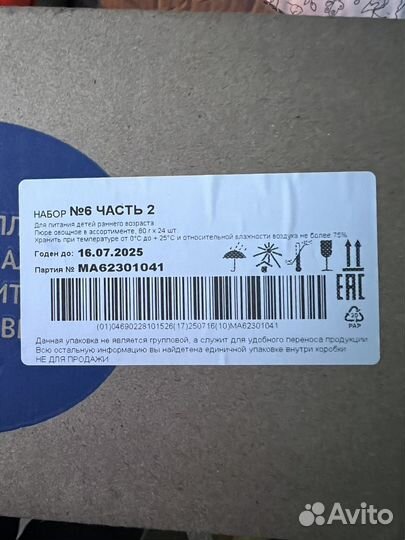 НАБОР №6 ЧАСТЬ 2
Для питания детей раннего возраста
Пюре овощное в ассортименте, 80 г х 24 шт.
Хранить при температуре от 0°С до +25°С и относительной влажности воздуха не более 75%
Годен до: 16.07.2025
Партия № МА62301041
EAC
20
PAP
(01)04690228101526(17)250716(10)MA62301041
Данная упаковка не является групповой, а служит для удобного переноса продукции
Всю остальную информацию вы найдете на единичной упаковке внутри коробки
НЕ ДЛЯ ПРОДАЖИ
Avito